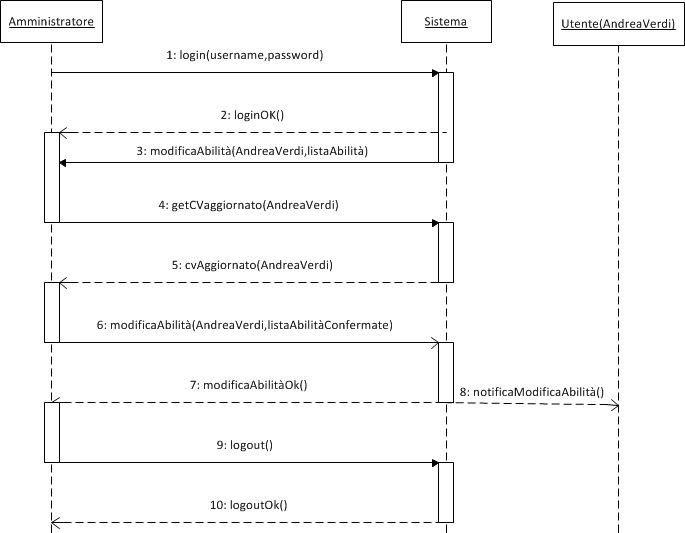 Amministratore
Sistema
Utente(AndreaVerdi)
1: login(username,password)
2: loginOK()
3: modificaAbilità(AndreaVerdi,listaAbilità)
4: getCVaggiornato(AndreaVerdi)
5: cvAggiornato(AndreaVerdi)
6: modificaAbilità(AndreaVerdi,listaAbilitàConfermate)
7: modificaAbilitàOk()
8: notificaModificaAbilità()
9: logout()
10: logoutOk()